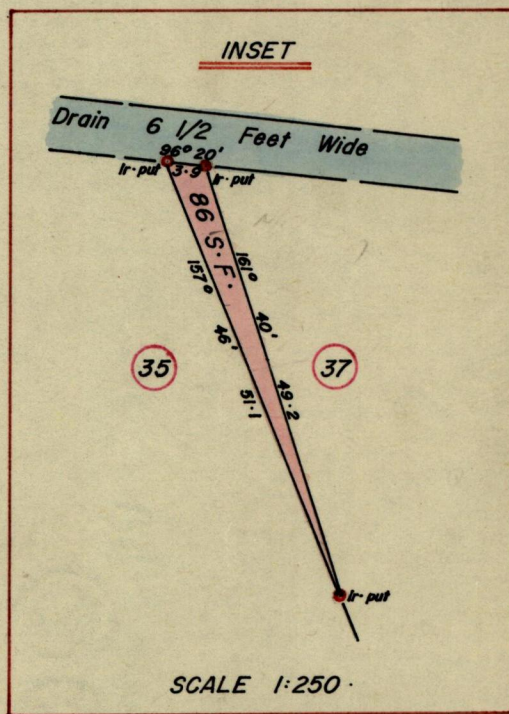 INSET
Drain 6 1/2 Feet Wide
96° 20'
Ir·put 3·9 Ir·put
86 S·F·
157° 46' 51·1
161° 40' 49·2
35
37
Ir·put
SCALE 1:250·